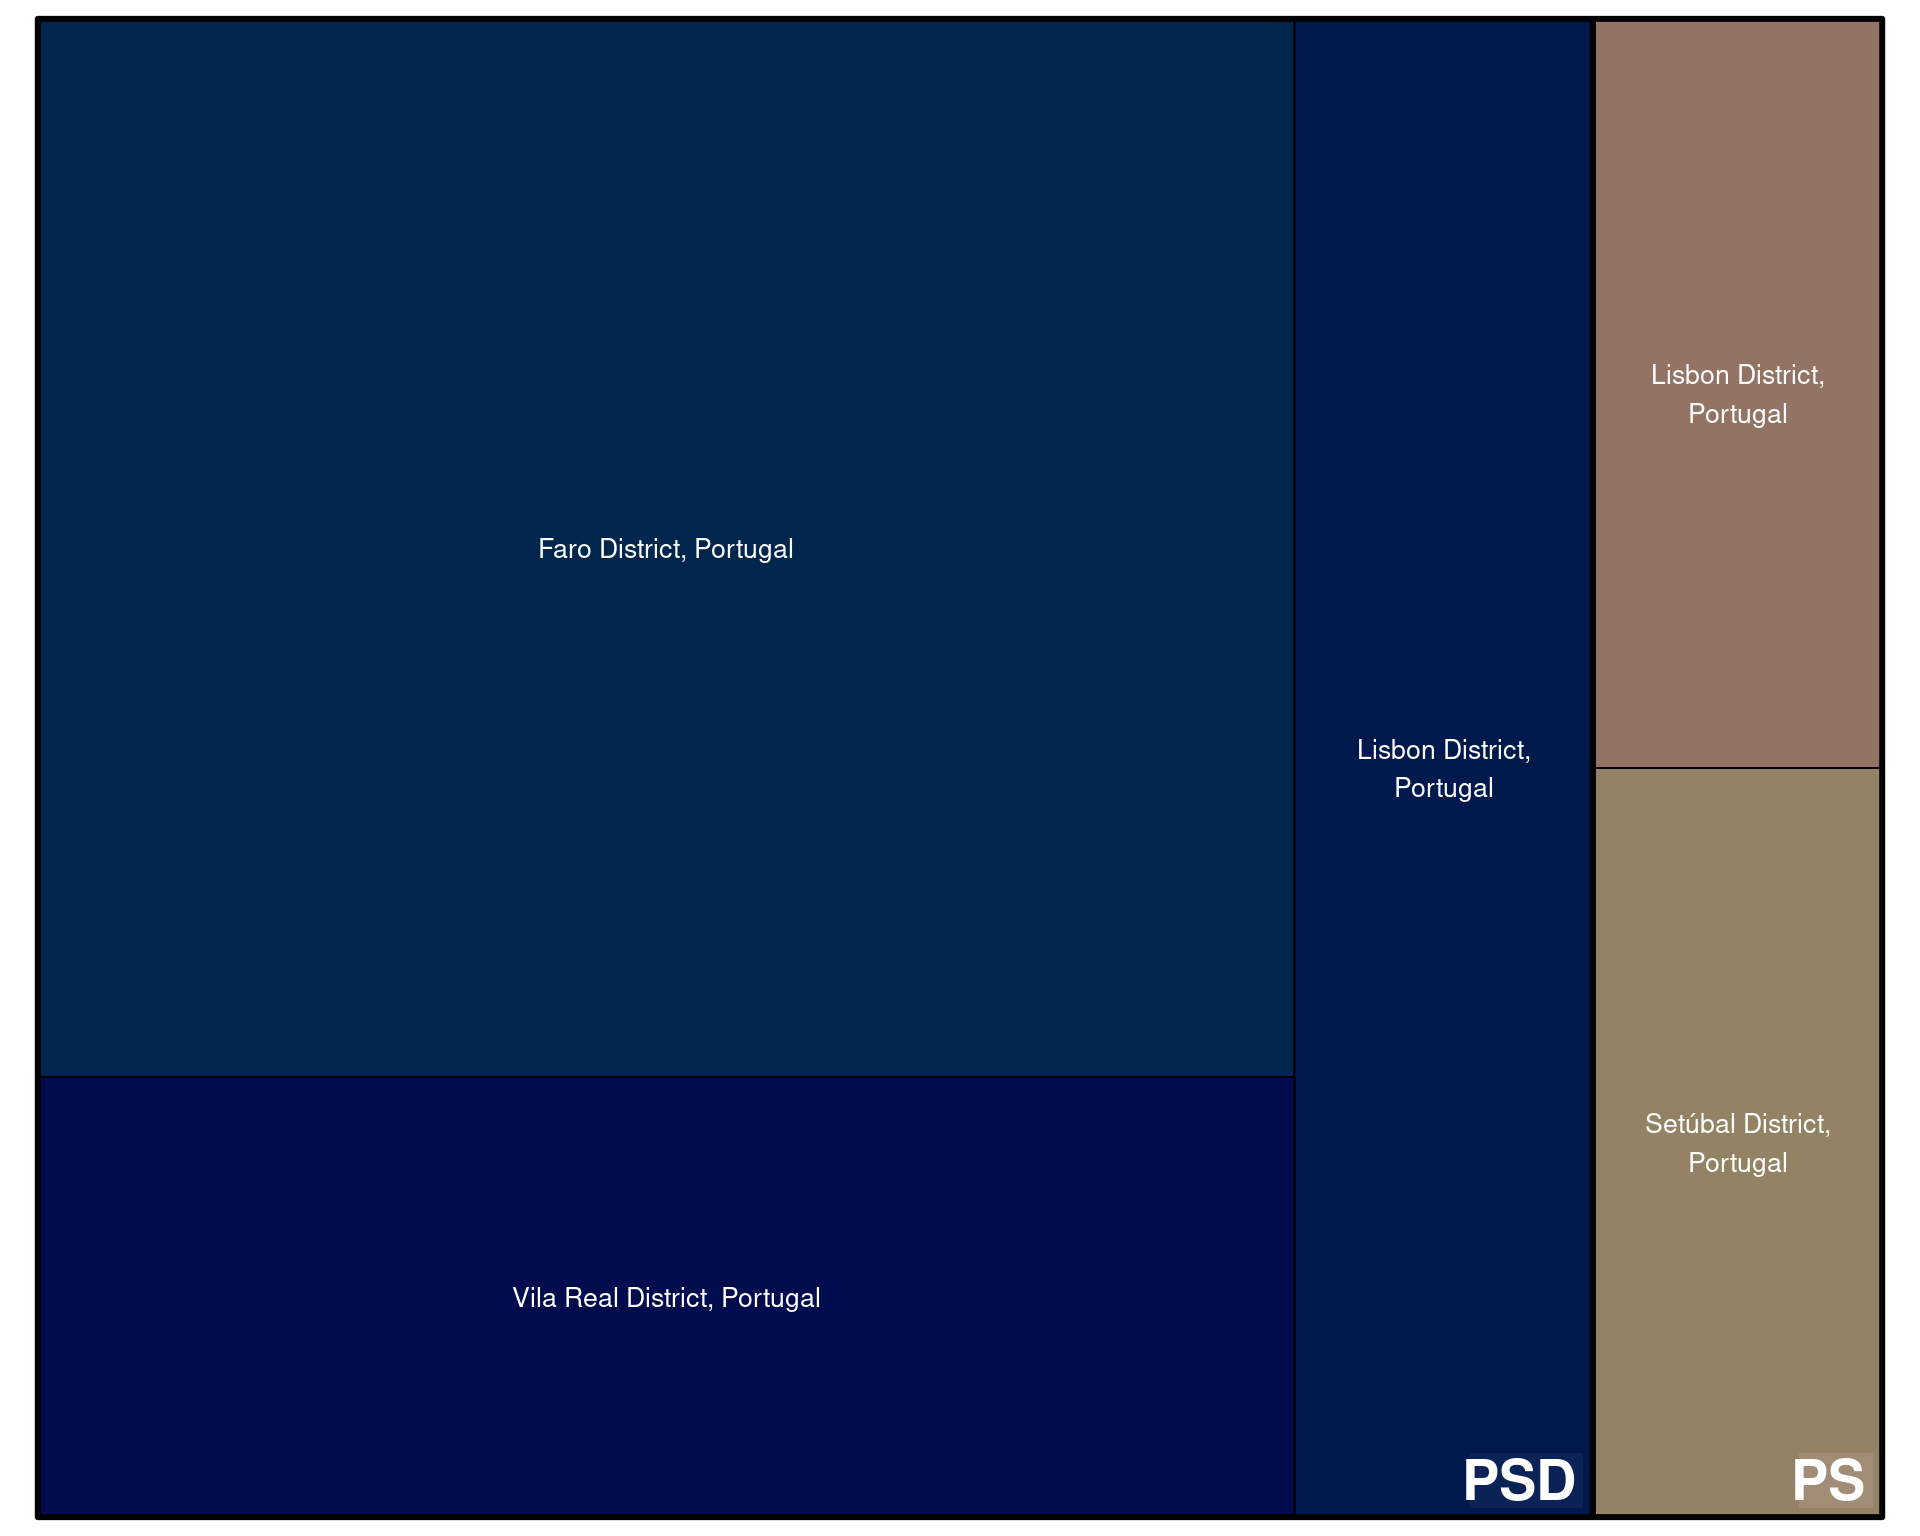 Faro District, Portugal
Vila Real District, Portugal
Lisbon District,
Portugal
PSD
Lisbon District,
Portugal
Setúbal District,
Portugal
PS